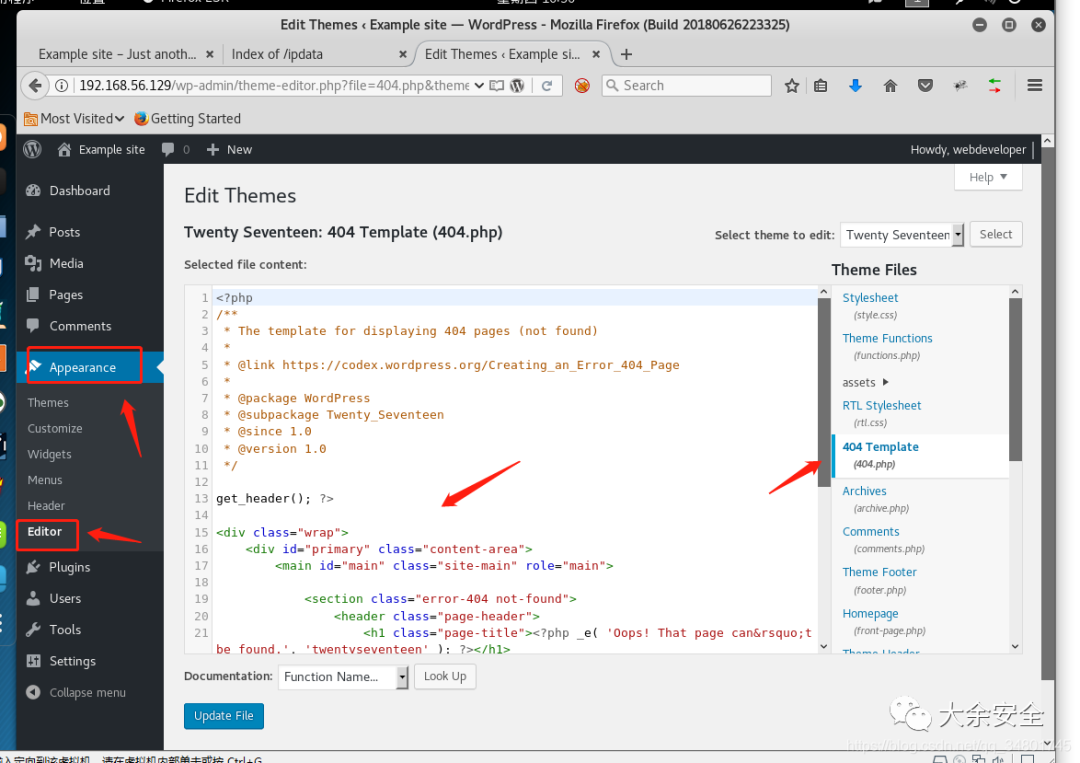 Edit Themes ‹ Example site — WordPress - Mozilla Firefox (Build 20180626223325)
Example site – Just anoth... ×
Index of /ipdata ×
Edit Themes ‹ Example si... ×
192.168.56.129/wp-admin/theme-editor.php?file=404.php&theme
Search
Most Visited
Getting Started
Example site
0
New
Howdy, webdeveloper
Help
Dashboard
Posts
Media
Pages
Comments
Appearance
Themes
Customize
Widgets
Menus
Header
Editor
Plugins
Users
Tools
Settings
Collapse menu
Edit Themes
Twenty Seventeen: 404 Template (404.php)
Select theme to edit:
Twenty Seventeen
Select
Selected file content:
1 <?php
2 /**
3  * The template for displaying 404 pages (not found)
4  *
5  * @link https://codex.wordpress.org/Creating_an_Error_404_Page
6  *
7  * @package WordPress
8  * @subpackage Twenty_Seventeen
9  * @since 1.0
10  * @version 1.0
11  */
12
13 get_header(); ?>
14
15 <div class="wrap">
16     <div id="primary" class="content-area">
17         <main id="main" class="site-main" role="main">
18
19             <section class="error-404 not-found">
20                 <header class="page-header">
21                     <h1 class="page-title"><?php _e( 'Oops! That page can&rsquo;t
be found.', 'twentyseventeen' ); ?></h1>
Theme Files
Stylesheet
(style.css)
Theme Functions
(functions.php)
assets
RTL Stylesheet
(rtl.css)
404 Template
(404.php)
Archives
(archive.php)
Comments
(comments.php)
Theme Footer
(footer.php)
Homepage
(front-page.php)
Theme Header
Documentation:
Function Name...
Look Up
Update File
大余安全